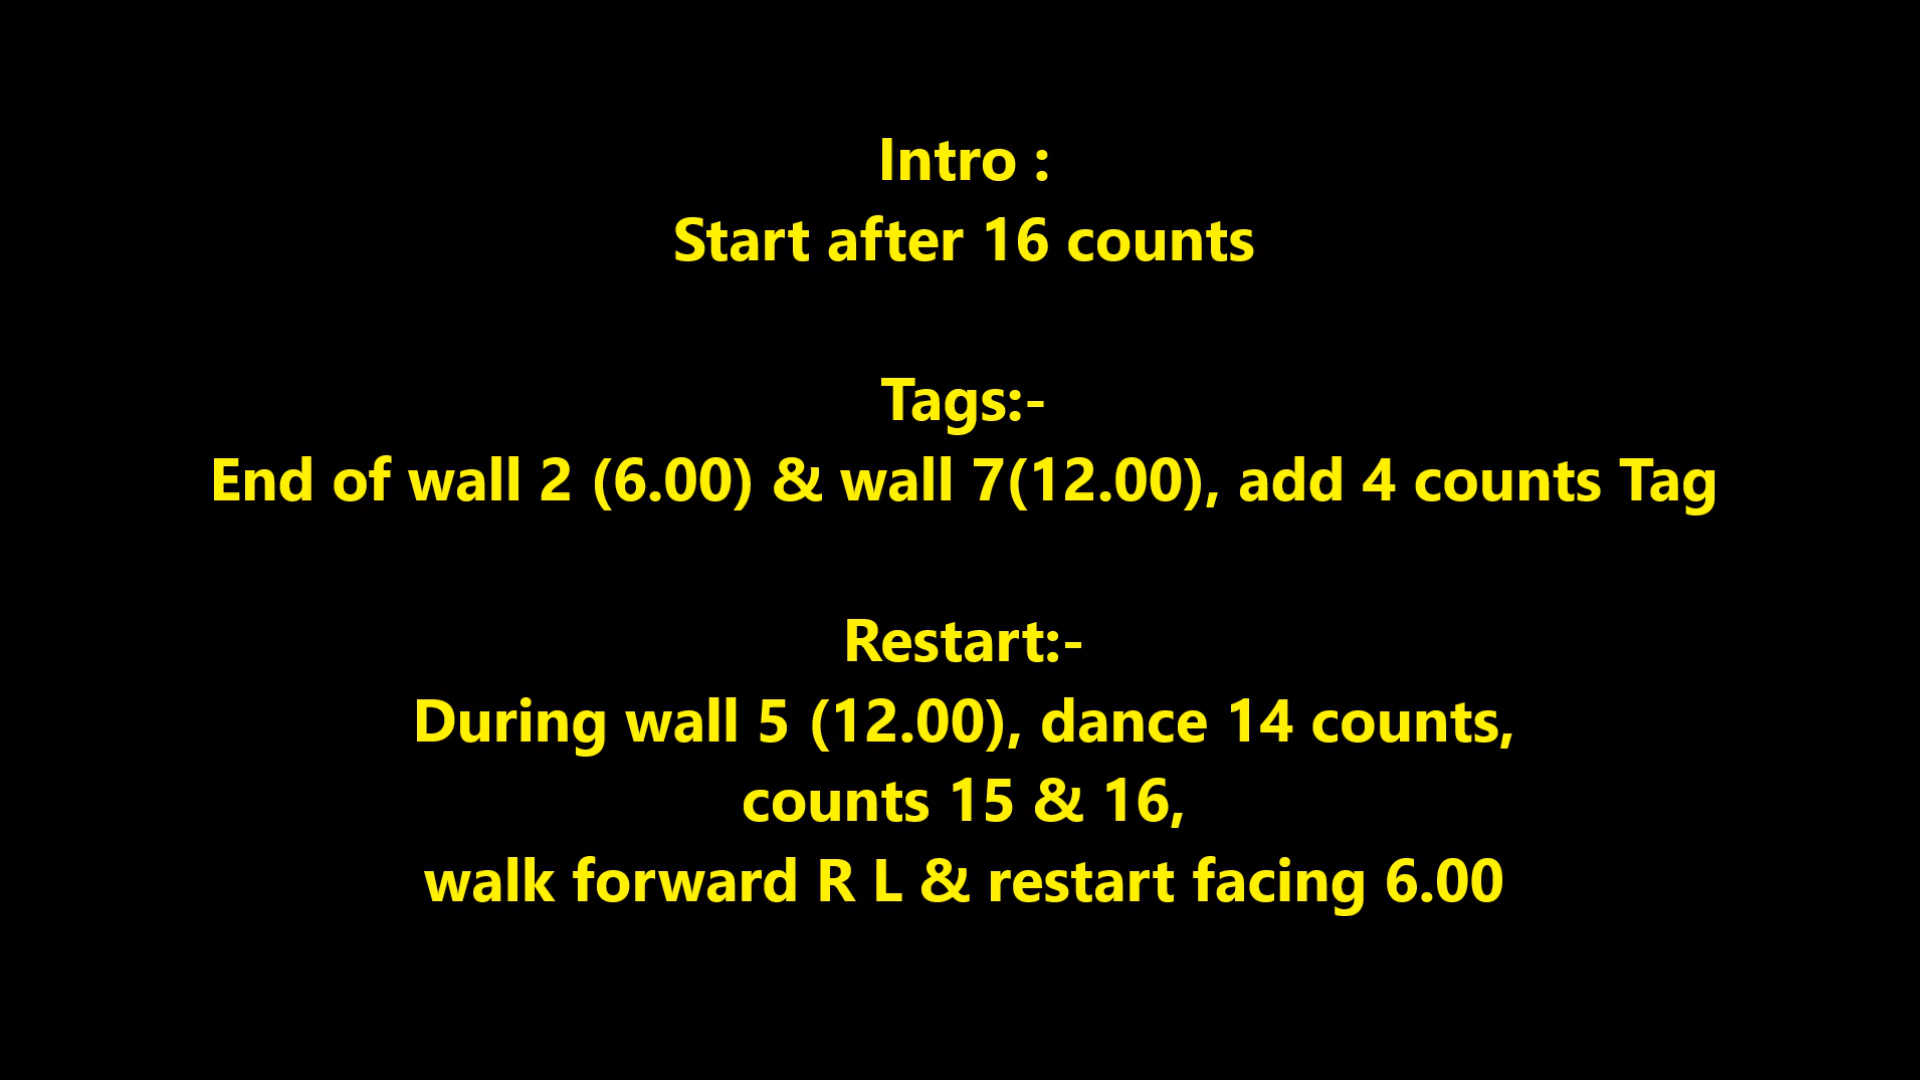 Intro :
Start after 16 counts
Tags:-
End of wall 2 (6.00) & wall 7(12.00), add 4 counts Tag
Restart:-
During wall 5 (12.00), dance 14 counts,
counts 15 & 16,
walk forward R L & restart facing 6.00